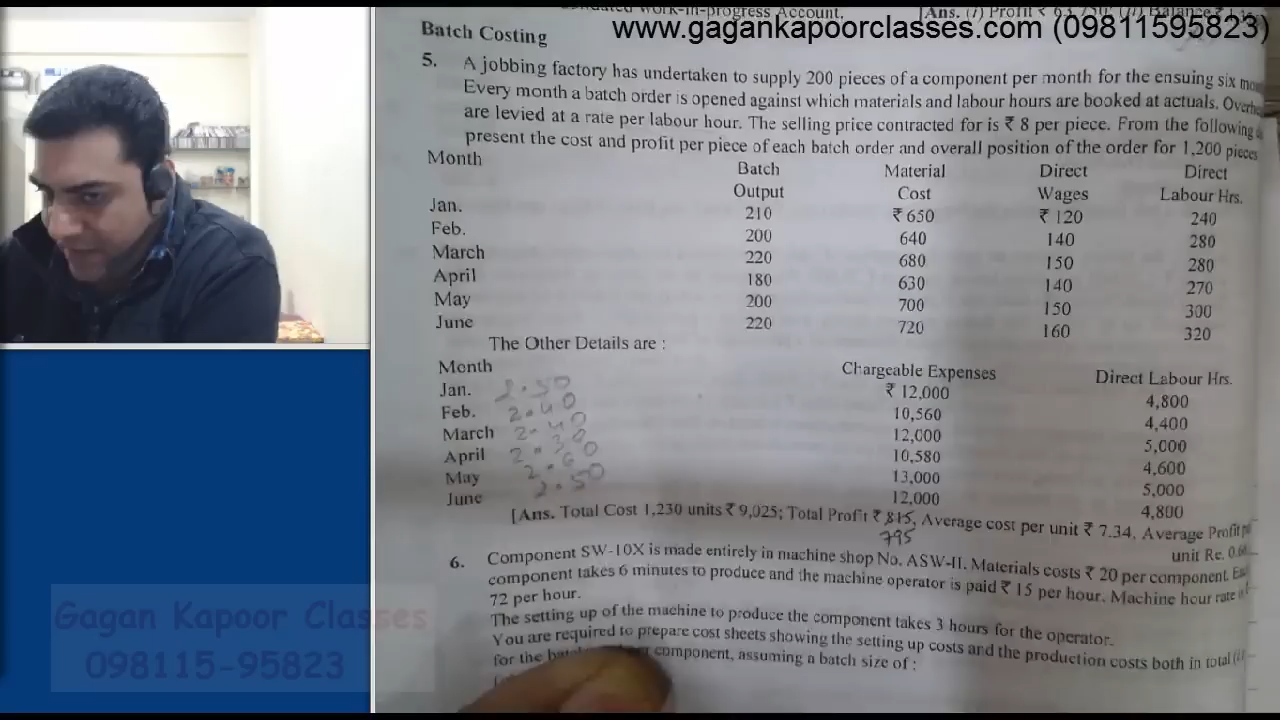 Work-in-progress Account.
www.gagankapoorclasses.com (09811595823)
Batch Costing
5. A jobbing factory has undertaken to supply 200 pieces of a component per month for the ensuing six
Every month a batch order is opened against which materials and labour hours are booked at actuals.
are levied at a rate per labour hour. The selling price contracted for is ₹ 8 per piece. From the following
present the cost and profit per piece of each batch order and overall position of the order for 1,200 pieces
Month Batch Output Material Cost Direct Wages Direct Labour Hrs.
Jan. 210 ₹ 650 ₹ 120 240
Feb. 200 640 140 280
March 220 680 150 280
April 180 630 140 270
May 200 700 150 300
June 220 720 160 320
The Other Details are :
Month Chargeable Expenses Direct Labour Hrs.
Jan. 2.50 ₹ 12,000 4,800
Feb. 2.40 10,560 4,400
March 2.40 12,000 5,000
April 2.30 10,580 4,600
May 2.60 13,000 5,000
June 2.50 12,000 4,800
[Ans. Total Cost 1,230 units ₹ 9,025; Total Profit ₹ 815, Average cost per unit ₹ 7.34, Average Profit
795
unit Re.
6. Component SW-10X is made entirely in machine shop No. ASW-II. Materials costs ₹ 20 per component.
component takes 6 minutes to produce and the machine operator is paid ₹ 15 per hour. Machine hour rate
72 per hour.
The setting up of the machine to produce the component takes 3 hours for the operator.
You are required to prepare cost sheets showing the setting up costs and the production costs both in total
for the component, assuming a batch size of :
Gagan Kapoor Classes
098115-95823